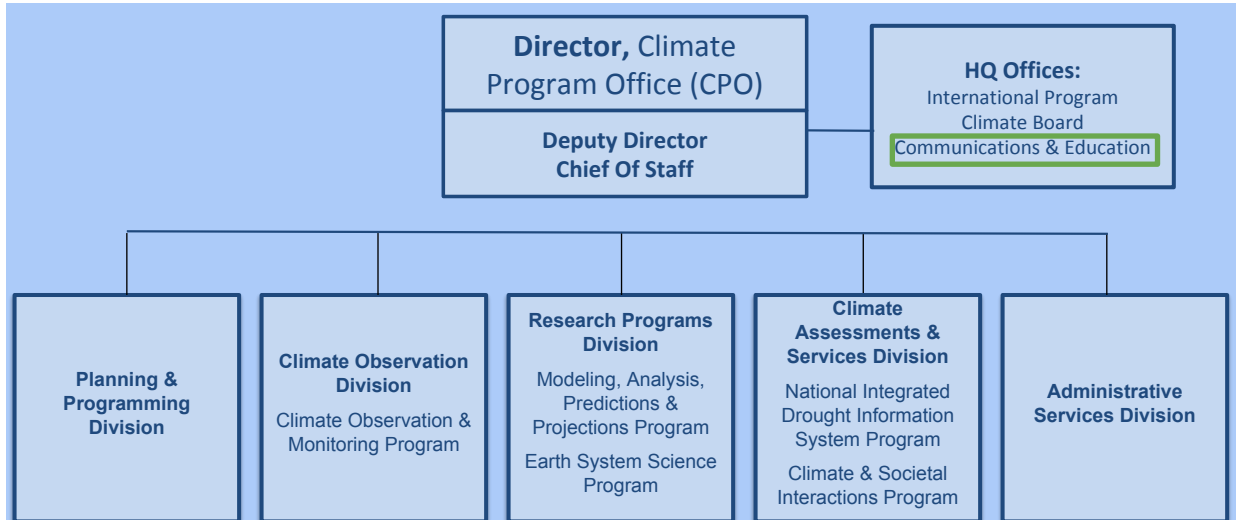 Director, Climate
Program Office (CPO)
Deputy Director
Chief Of Staff
HQ Offices:
International Program
Climate Board
Communications & Education
Planning &
Programming
Division
Climate Observation
Division
Climate Observation &
Monitoring Program
Research Programs
Division
Modeling, Analysis,
Predictions &
Projections Program
Earth System Science
Program
Climate
Assessments &
Services Division
National Integrated
Drought Information
System Program
Climate & Societal
Interactions Program
Administrative
Services Division